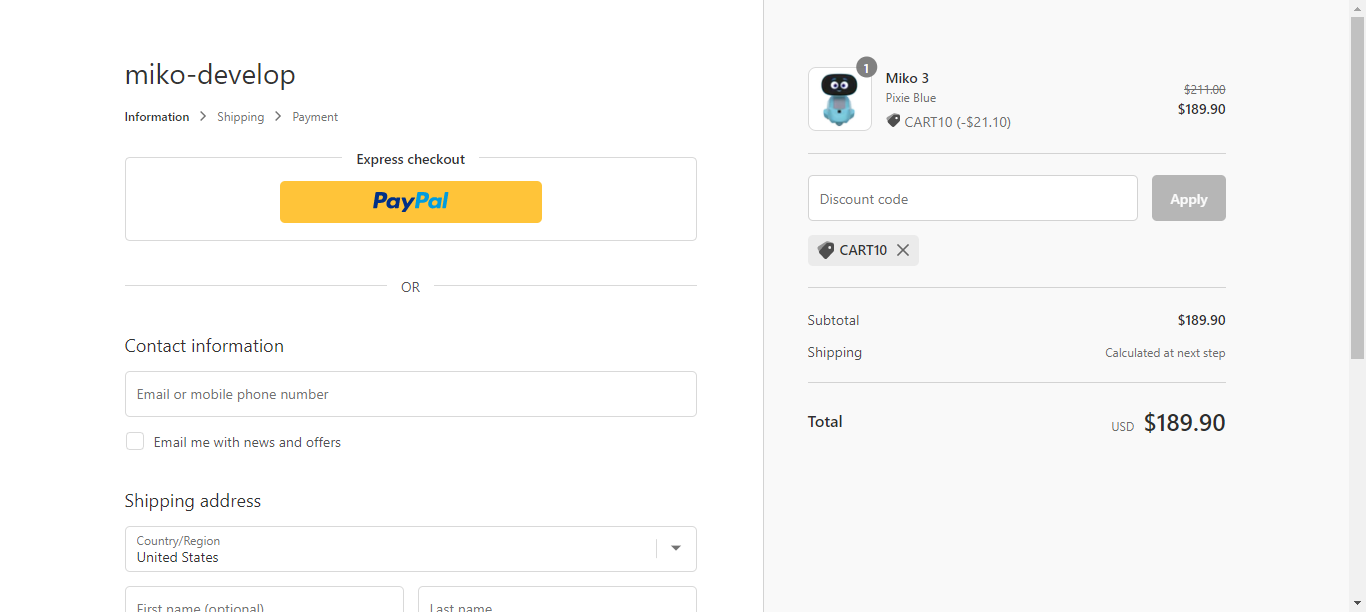 miko-develop
Information > Shipping > Payment
Express checkout
PayPal
OR
Contact information
Email or mobile phone number
Email me with news and offers
Shipping address
Country/Region
United States
First name (optional)
Last name
1
Miko 3
Pixie Blue
CART10 (-$21.10)
$211.00
$189.90
Discount code
Apply
CART10
Subtotal $189.90
Shipping Calculated at next step
Total USD $189.90